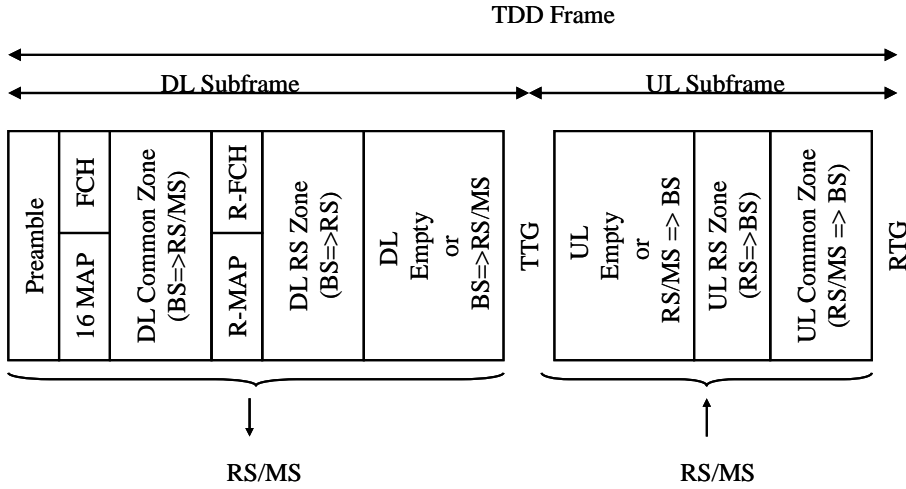 TDD Frame
DL Subframe
UL Subframe
Preamble
FCH
16 MAP
DL Common Zone
(BS=>RS/MS)
R-FCH
R-MAP
DL RS Zone
(BS=>RS)
DL
Empty
or
BS=>RS/MS
TTG
UL
Empty
or
RS/MS => BS
UL RS Zone
(RS=>BS)
UL Common Zone
(RS/MS => BS)
RTG
RS/MS
RS/MS